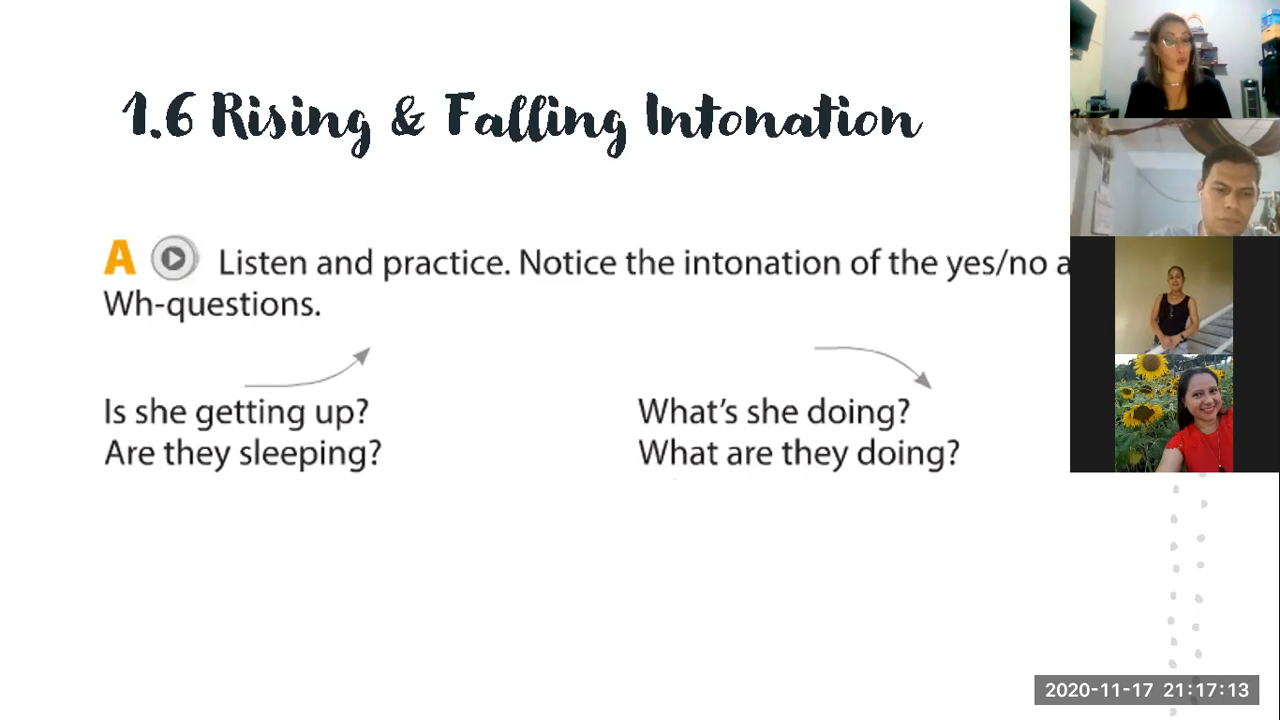 1.6 Rising & Falling Intonation
A Listen and practice. Notice the intonation of the yes/no a
Wh-questions.
Is she getting up?
Are they sleeping?
What's she doing?
What are they doing?
2020-11-17 21:17:13